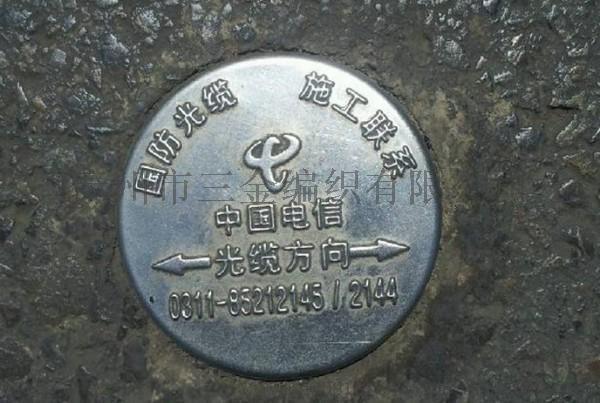 国防光缆 施工联系
州市三金编织有限
中国电信
光缆方向
0311-85212145 / 2144